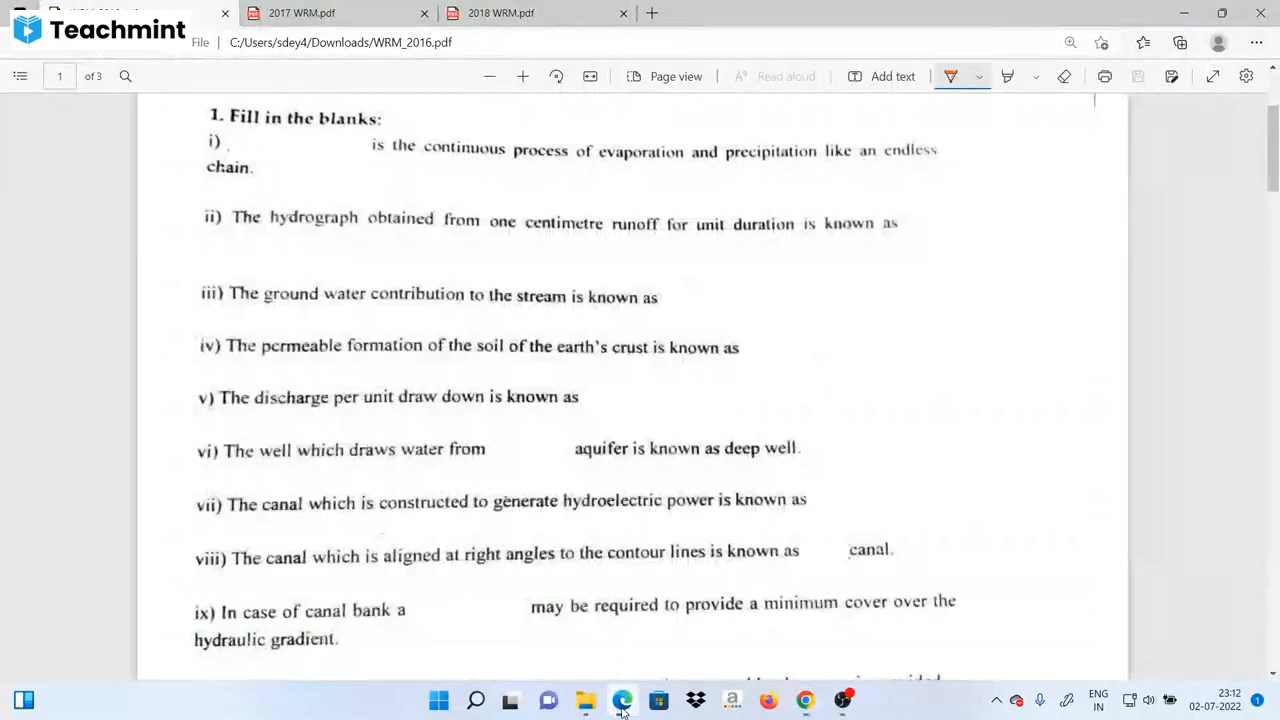 2017 WRM.pdf
2018 WRM.pdf
Teachmint
File
C:/Users/sdey4/Downloads/WRM_2016.pdf
1 of 3
Page view
Read aloud
Add text
1. Fill in the blanks:
i) . is the continuous process of evaporation and precipitation like an endless
chain.
ii) The hydrograph obtained from one centimetre runoff for unit duration is known as
iii) The ground water contribution to the stream is known as
iv) The permeable formation of the soil of the earth's crust is known as
v) The discharge per unit draw down is known as
vi) The well which draws water from aquifer is known as deep well.
vii) The canal which is constructed to generate hydroelectric power is known as
viii) The canal which is aligned at right angles to the contour lines is known as canal.
ix) In case of canal bank a may be required to provide a minimum cover over the
hydraulic gradient.
ENG
IN
23:12
02-07-2022
1